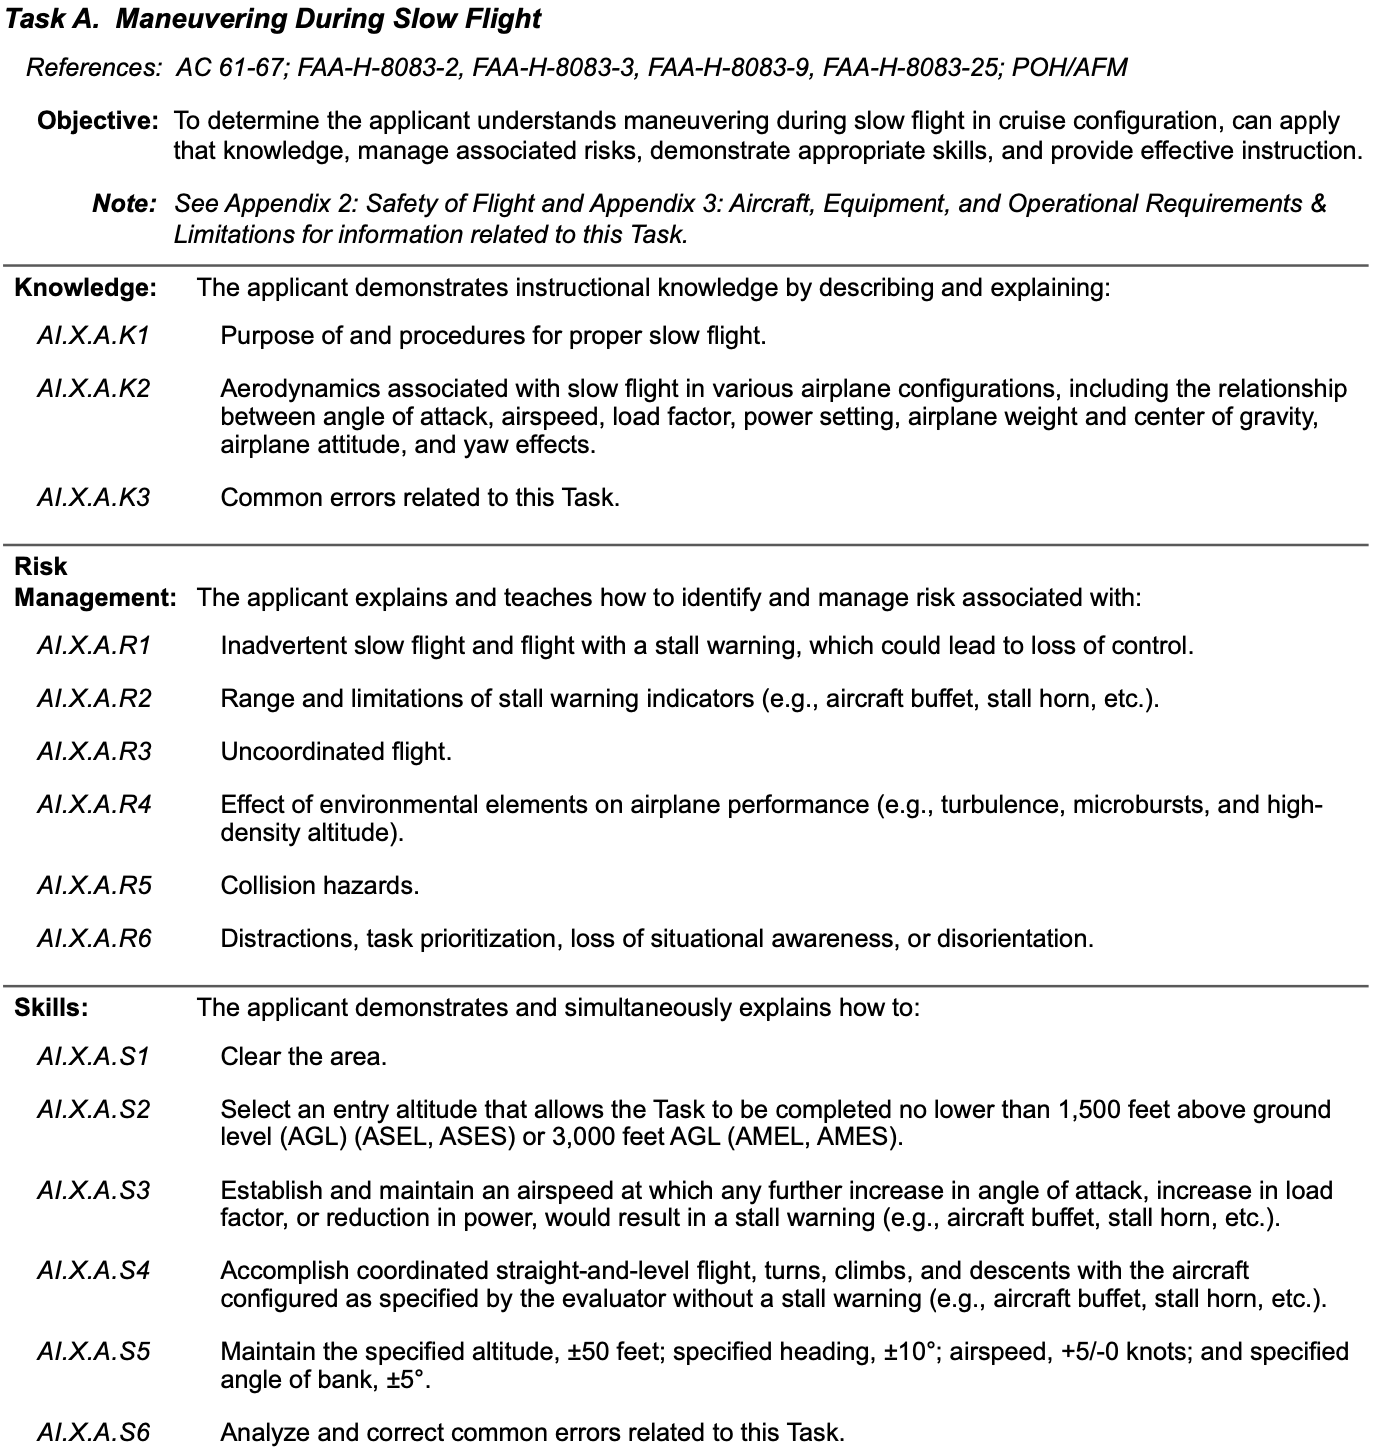 Task A. Maneuvering During Slow Flight
References: AC 61-67; FAA-H-8083-2, FAA-H-8083-3, FAA-H-8083-9, FAA-H-8083-25; POH/AFM
Objective: To determine the applicant understands maneuvering during slow flight in cruise configuration, can apply
that knowledge, manage associated risks, demonstrate appropriate skills, and provide effective instruction.
Note: See Appendix 2: Safety of Flight and Appendix 3: Aircraft, Equipment, and Operational Requirements &
Limitations for information related to this Task.
Knowledge: The applicant demonstrates instructional knowledge by describing and explaining:
AI.X.A.K1 Purpose of and procedures for proper slow flight.
AI.X.A.K2 Aerodynamics associated with slow flight in various airplane configurations, including the relationship
between angle of attack, airspeed, load factor, power setting, airplane weight and center of gravity,
airplane attitude, and yaw effects.
AI.X.A.K3 Common errors related to this Task.
Risk
Management: The applicant explains and teaches how to identify and manage risk associated with:
AI.X.A.R1 Inadvertent slow flight and flight with a stall warning, which could lead to loss of control.
AI.X.A.R2 Range and limitations of stall warning indicators (e.g., aircraft buffet, stall horn, etc.).
AI.X.A.R3 Uncoordinated flight.
AI.X.A.R4 Effect of environmental elements on airplane performance (e.g., turbulence, microbursts, and high-
density altitude).
AI.X.A.R5 Collision hazards.
AI.X.A.R6 Distractions, task prioritization, loss of situational awareness, or disorientation.
Skills: The applicant demonstrates and simultaneously explains how to:
AI.X.A.S1 Clear the area.
AI.X.A.S2 Select an entry altitude that allows the Task to be completed no lower than 1,500 feet above ground
level (AGL) (ASEL, ASES) or 3,000 feet AGL (AMEL, AMES).
AI.X.A.S3 Establish and maintain an airspeed at which any further increase in angle of attack, increase in load
factor, or reduction in power, would result in a stall warning (e.g., aircraft buffet, stall horn, etc.).
AI.X.A.S4 Accomplish coordinated straight-and-level flight, turns, climbs, and descents with the aircraft
configured as specified by the evaluator without a stall warning (e.g., aircraft buffet, stall horn, etc.).
AI.X.A.S5 Maintain the specified altitude, ±50 feet; specified heading, ±10°; airspeed, +5/-0 knots; and specified
angle of bank, ±5°.
AI.X.A.S6 Analyze and correct common errors related to this Task.